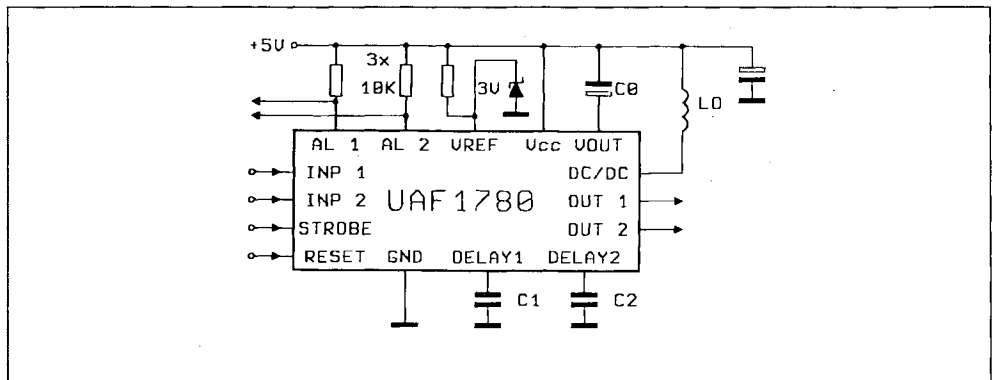 +5V
3x
10K
3V
C0
LO
AL 1 AL 2 VREF Vcc VOUT
INP 1 DC/DC
INP 2 UAF1780 OUT 1
STROBE OUT 2
RESET GND DELAY1 DELAY2
C1 C2